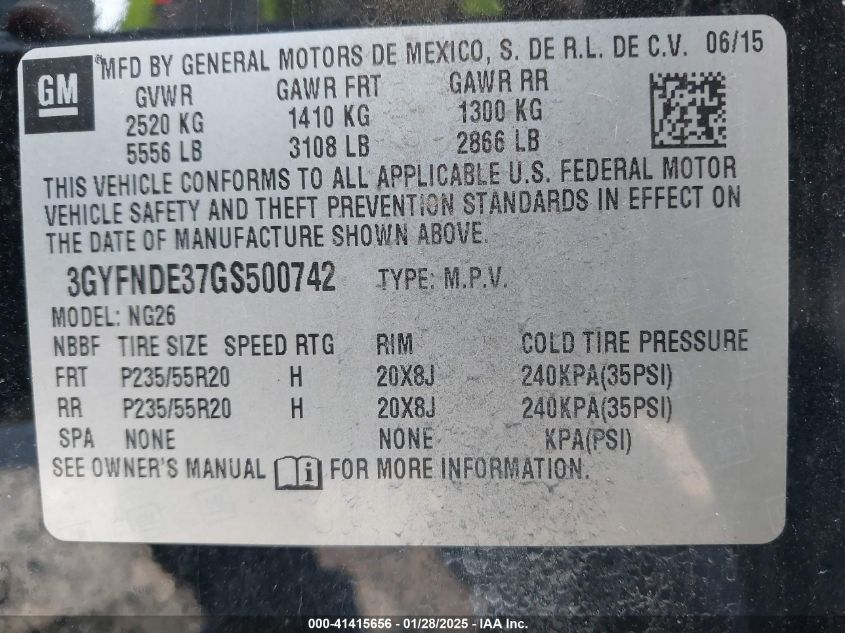 GM
MFD BY GENERAL MOTORS DE MEXICO, S. DE R.L. DE C.V. 06/15
GVWR GAWR FRT GAWR RR
2520 KG 1410 KG 1300 KG
5556 LB 3108 LB 2866 LB
THIS VEHICLE CONFORMS TO ALL APPLICABLE U.S. FEDERAL MOTOR
VEHICLE SAFETY AND THEFT PREVENTION STANDARDS IN EFFECT ON
THE DATE OF MANUFACTURE SHOWN ABOVE.
3GYFNDE37GS500742 TYPE: M.P.V.
MODEL: NG26
NBBF TIRE SIZE SPEED RTG RIM COLD TIRE PRESSURE
FRT P235/55R20 H 20X8J 240KPA(35PSI)
RR P235/55R20 H 20X8J 240KPA(35PSI)
SPA NONE NONE KPA(PSI)
SEE OWNER'S MANUAL i FOR MORE INFORMATION.
000-41415656 - 01/28/2025 - IAA Inc.